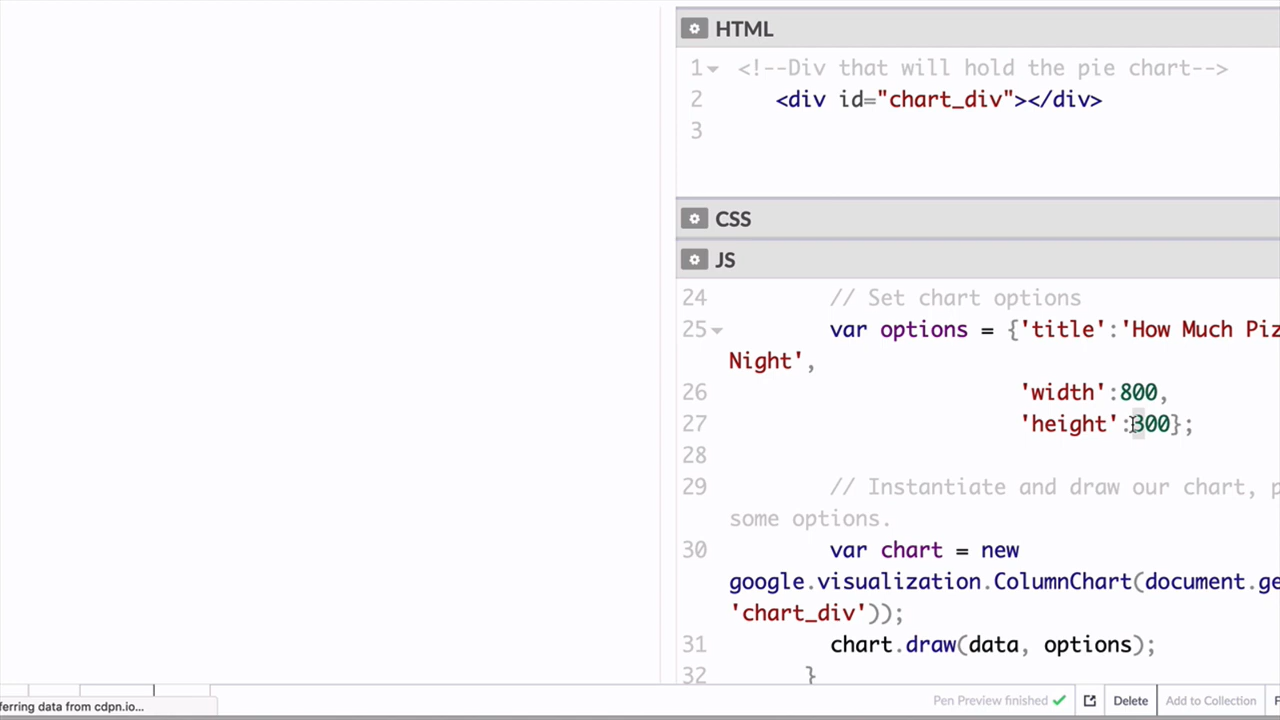 HTML
1 <!--Div that will hold the pie chart-->
2 <div id="chart_div"></div>
3
CSS
JS
24 // Set chart options
25 var options = {'title':'How Much Piz
Night',
26 'width':800,
27 'height':300};
28
29 // Instantiate and draw our chart, p
some options.
30 var chart = new
google.visualization.ColumnChart(document.ge
'chart_div'));
31 chart.draw(data, options);
32 }
ferring data from cdpn.io...
Pen Preview finished ✓ Delete Add to Collection